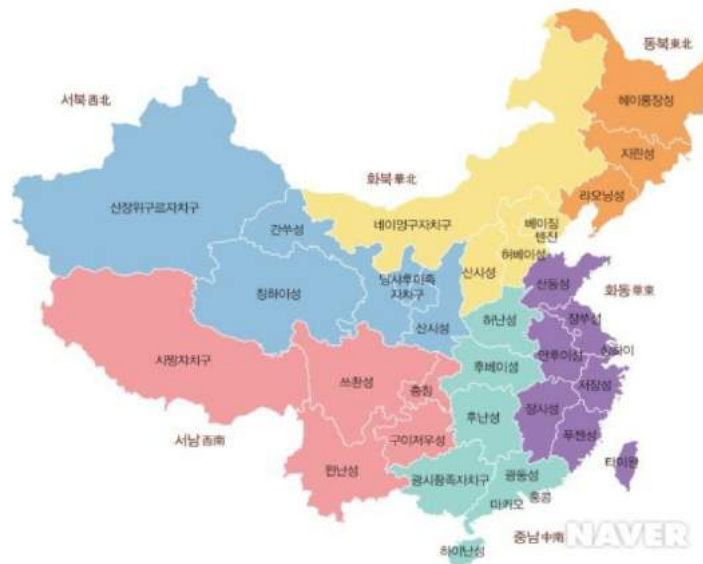 동북 東北
서북 西北
헤이룽장성
지린성
화북 華北
랴오닝성
신장위구르자치구
네이멍구자치구
베이징
톈진
간쑤성
허베이성
산시성
닝샤후이족
자치구
칭하이성
산둥성
화동 華東
산시성
허난성
장쑤성
안후이성
상하이
시짱자치구
후베이성
쓰촨성
충칭
저장성
후난성
장시성
서남 西南
구이저우성
푸젠성
윈난성
타이완
광시좡족자치구
광둥성
마카오
홍콩
중남 中南
NAVER
하이난성